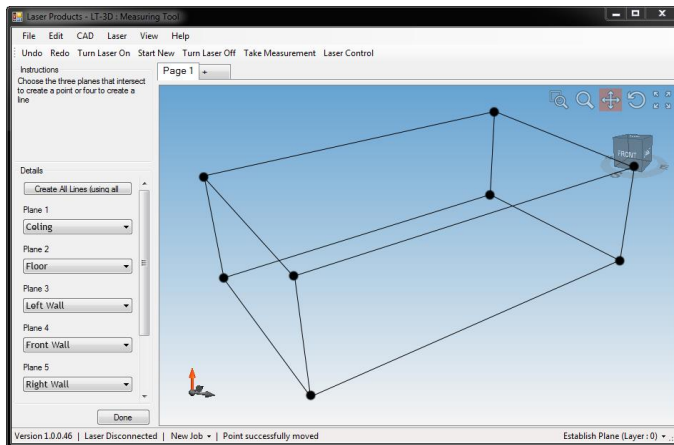 Laser Products - LT-3D : Measuring Tool
File Edit CAD Laser View Help
Undo Redo Turn Laser On Start New Turn Laser Off Take Measurement Laser Control
Instructions
Choose the three planes that intersect
to create a point or four to create a
line
Page 1 +
FRONT
Details
Create All Lines (using all
Plane 1
Coling
Plane 2
Floor
Plane 3
Left Wall
Plane 4
Front Wall
Plane 5
Right Wall
Done
Version 1.0.0.46 | Laser Disconnected | New Job | Point successfully moved Establish Plane (Layer : 0)